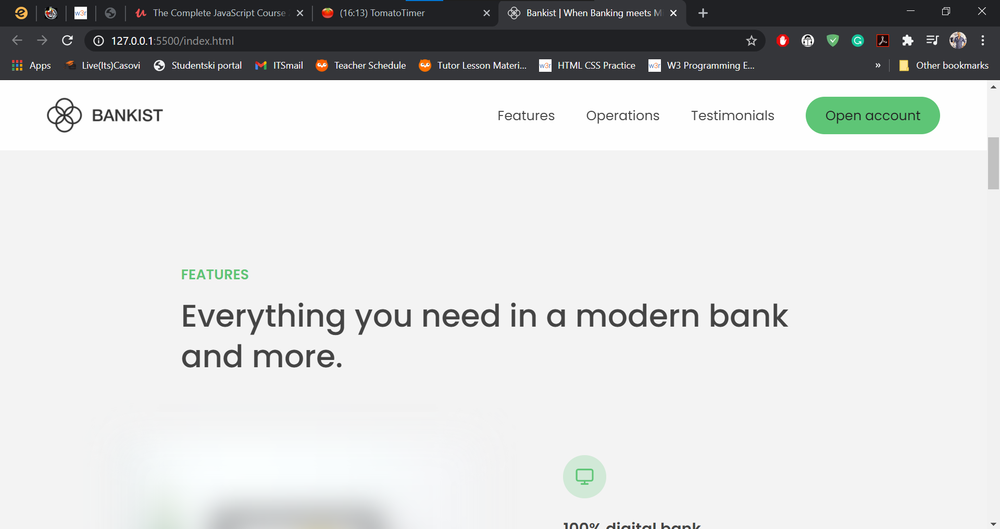 The Complete JavaScript Course
(16:13) TomatoTimer
Bankist | When Banking meets M
127.0.0.1:5500/index.html
Apps
Live(Its)Casovi
Studentski portal
ITSmail
Teacher Schedule
Tutor Lesson Materi...
w3r HTML CSS Practice
w3r W3 Programming E...
»
Other bookmarks
BANKIST
Features
Operations
Testimonials
Open account
FEATURES
Everything you need in a modern bank
and more.
100% digital bank